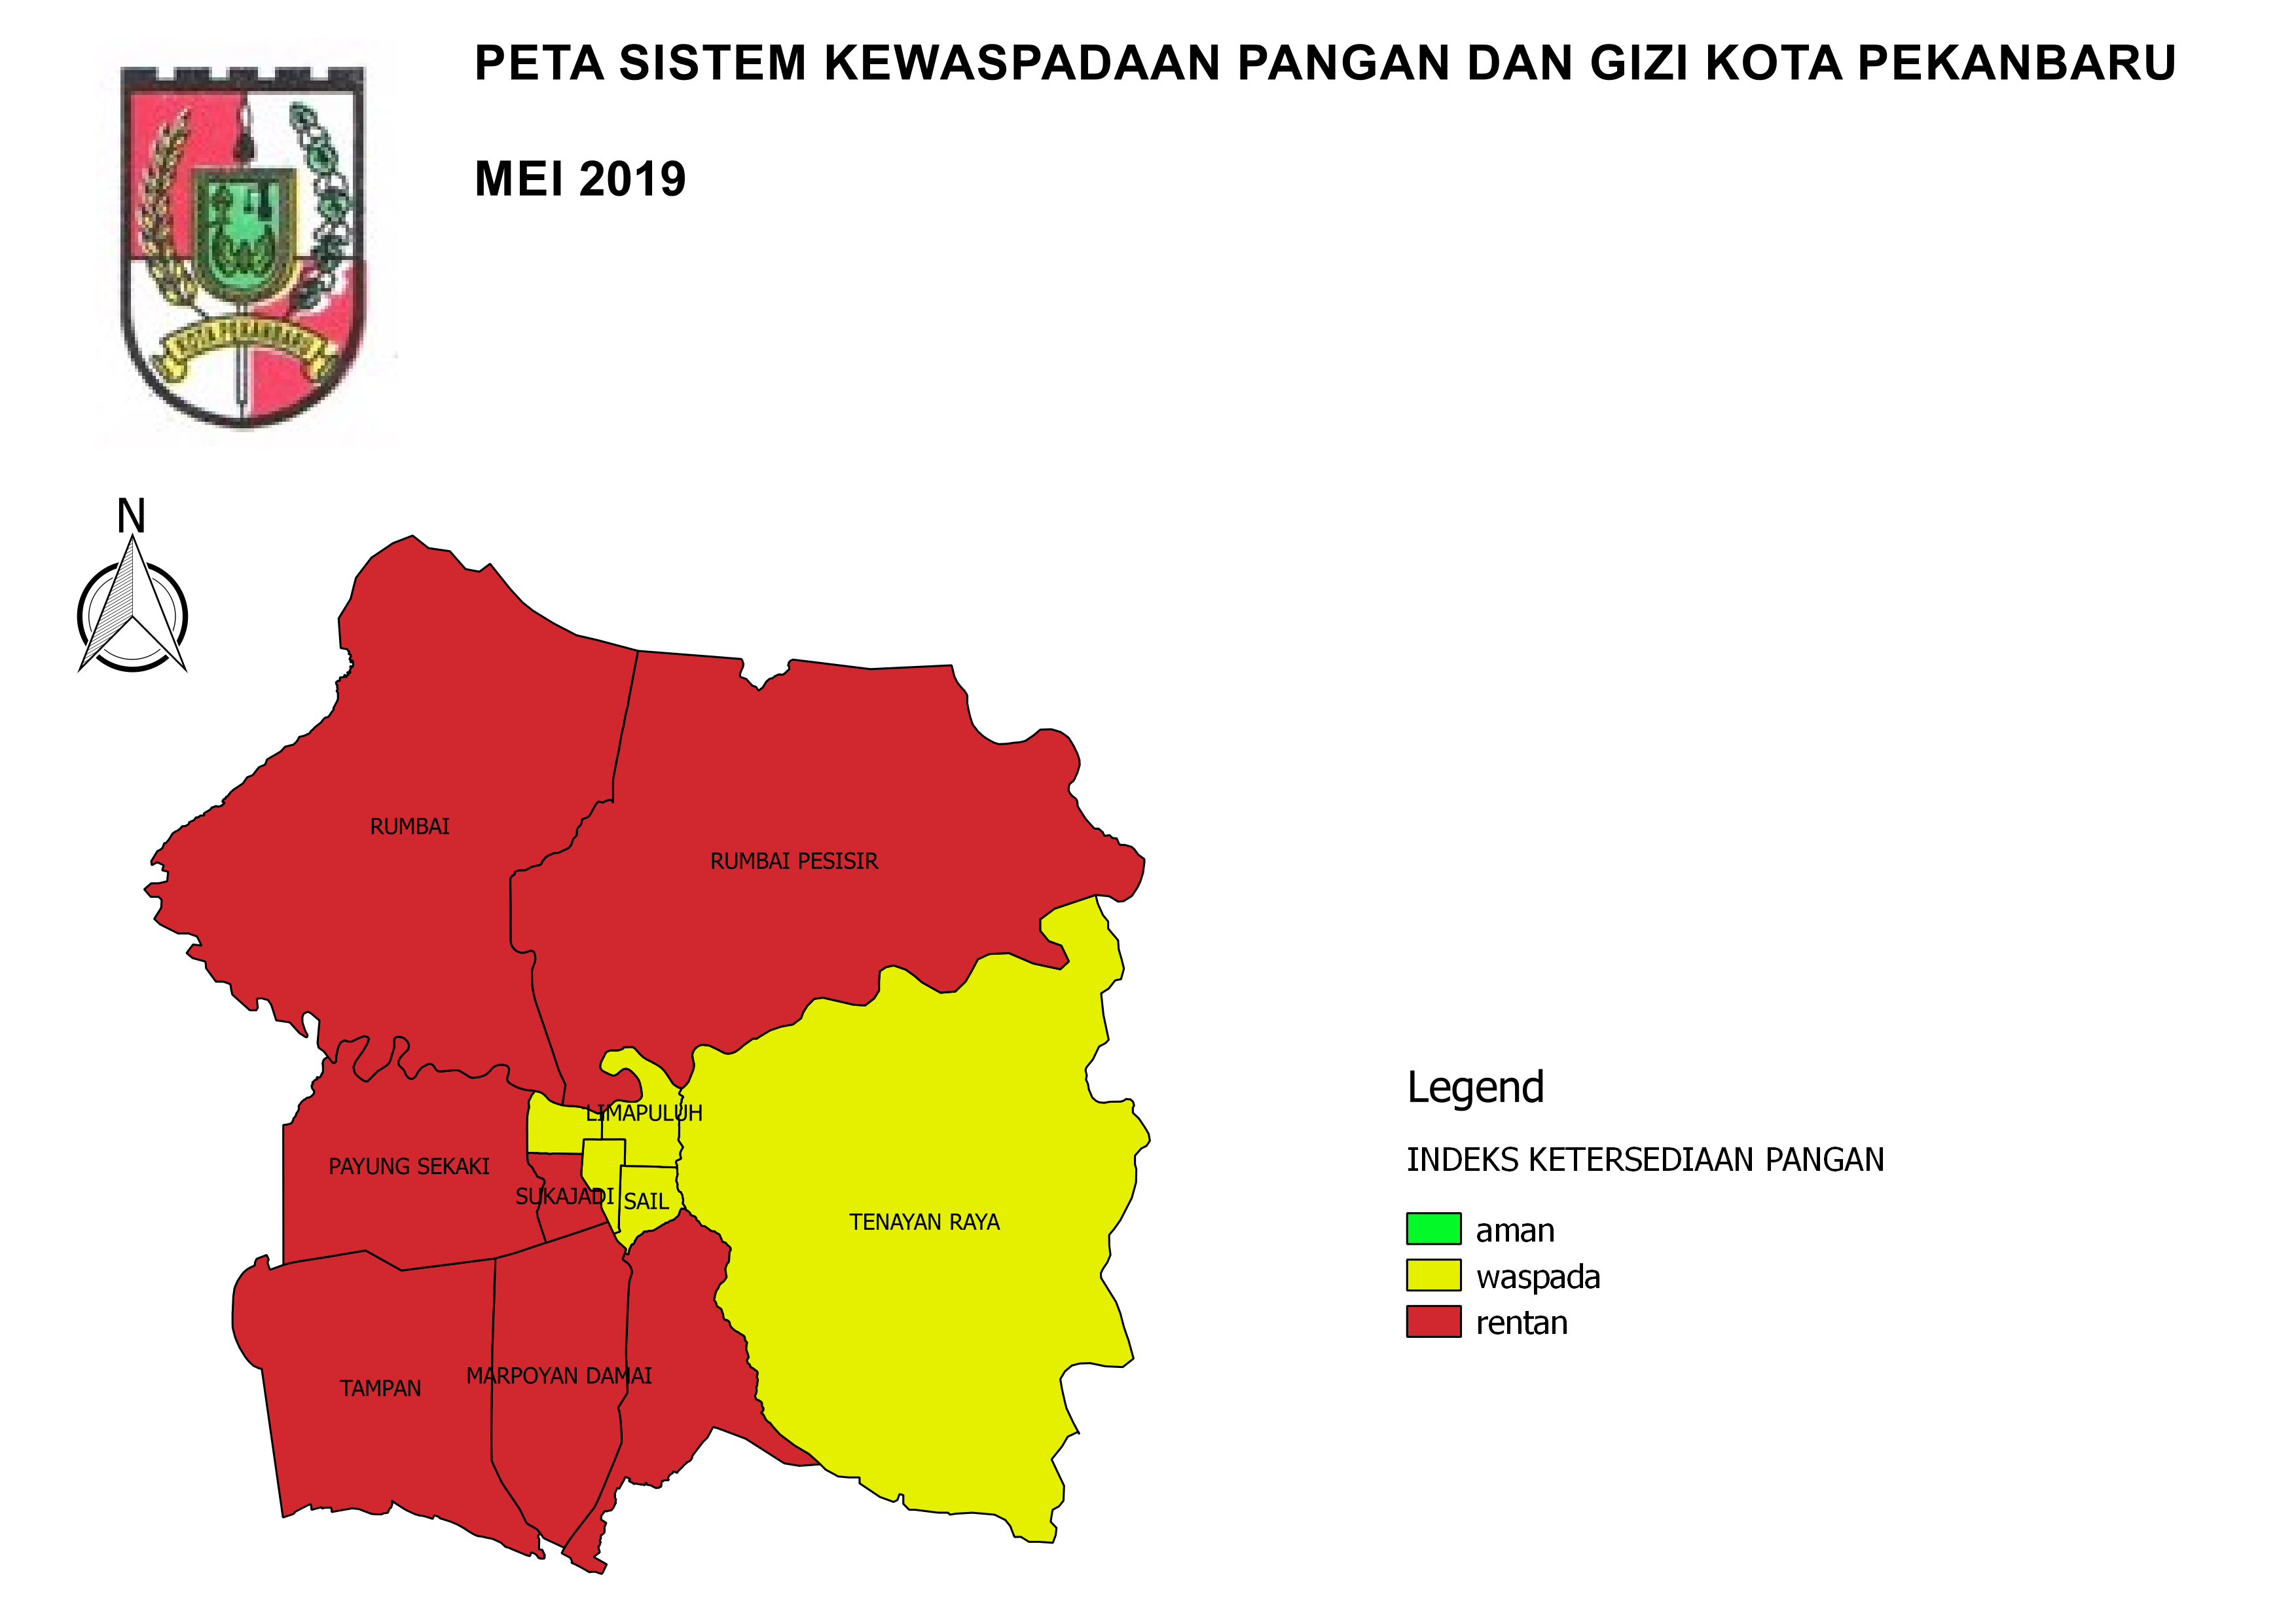 PETA SISTEM KEWASPADAAN PANGAN DAN GIZI KOTA PEKANBARU
MEI 2019
KOTA PEKANBARU
N
RUMBAI
RUMBAI PESISIR
LIMAPULUH
PAYUNG SEKAKI
SUKAJADI
SAIL
TENAYAN RAYA
MARPOYAN DAMAI
TAMPAN
Legend
INDEKS KETERSEDIAAN PANGAN
aman
waspada
rentan